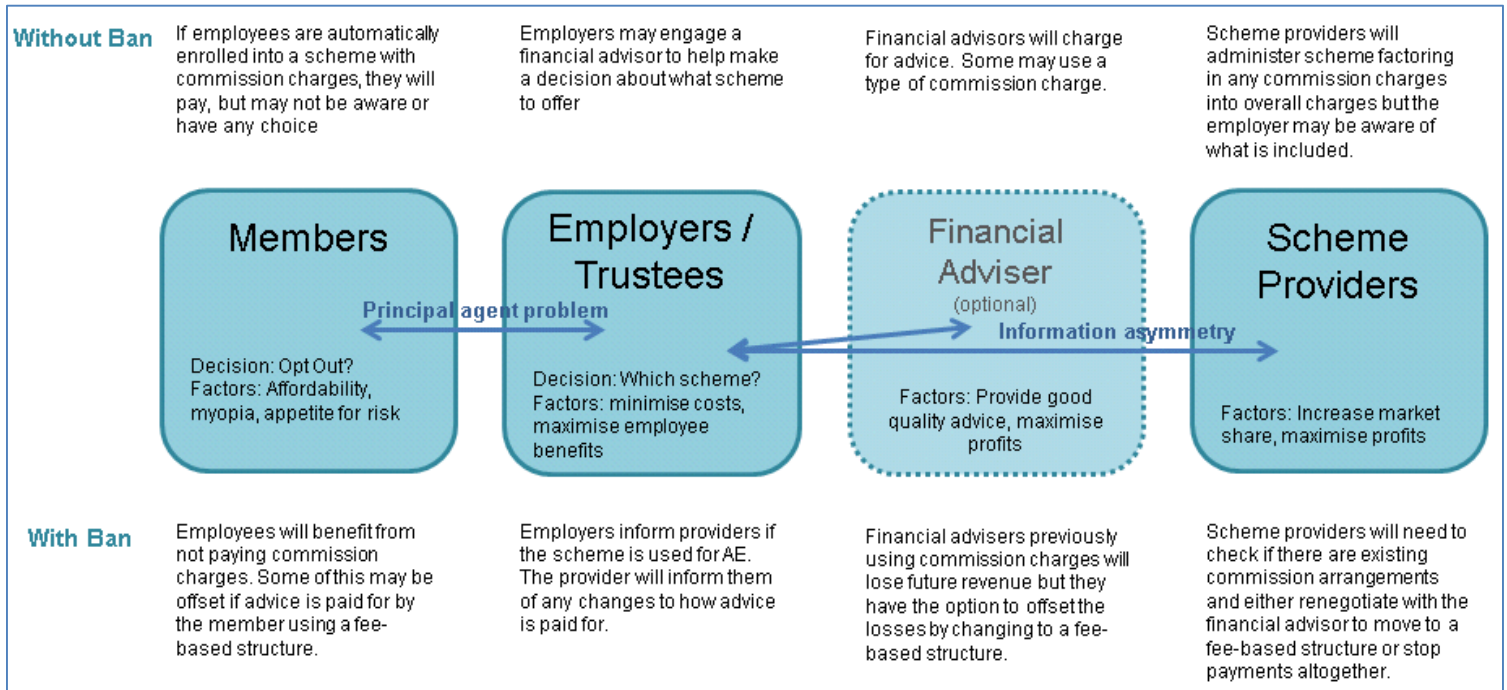 Without Ban
If employees are automatically
enrolled into a scheme with
commission charges, they will
pay, but may not be aware or
have any choice
Employers may engage a
financial advisor to help make
a decision about what scheme
to offer
Financial advisors will charge
for advice. Some may use a
type of commission charge.
Scheme providers will
administer scheme factoring
in any commission charges
into overall charges but the
employer may be aware of
what is included.
Members
Employers /
Trustees
Financial
Adviser
(optional)
Scheme
Providers
Principal agent problem
Information asymmetry
Decision: Opt Out?
Factors: Affordability,
myopia, appetite for risk
Decision: Which scheme?
Factors: minimise costs,
maximise employee
benefits
Factors: Provide good
quality advice, maximise
profits
Factors: Increase market
share, maximise profits
With Ban
Employees will benefit from
not paying commission
charges. Some of this may be
offset if advice is paid for by
the member using a fee-
based structure.
Employers inform providers if
the scheme is used for AE.
The provider will inform them
of any changes to how advice
is paid for.
Financial advisers previously
using commission charges will
lose future revenue but they
have the option to offset the
losses by changing to a fee-
based structure.
Scheme providers will need to
check if there are existing
commission arrangements
and either renegotiate with the
financial advisor to move to a
fee-based structure or stop
payments altogether.